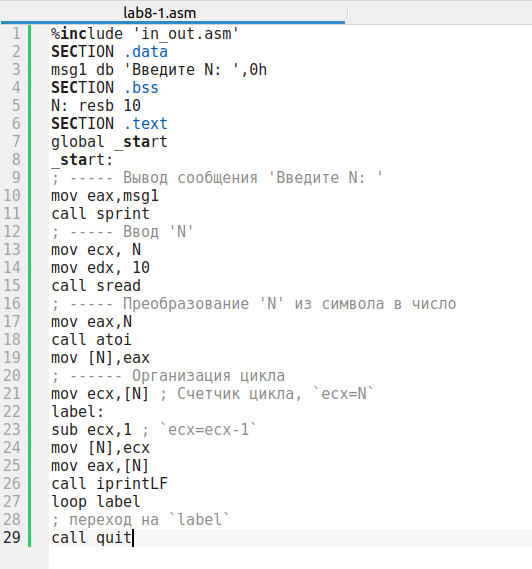 lab8-1.asm
1 %include 'in_out.asm'
2 SECTION .data
3 msg1 db 'Введите N: ',0h
4 SECTION .bss
5 N: resb 10
6 SECTION .text
7 global _start
8 _start:
9 ; ----- Вывод сообщения 'Введите N: '
10 mov eax,msg1
11 call sprint
12 ; ----- Ввод 'N'
13 mov ecx, N
14 mov edx, 10
15 call sread
16 ; ----- Преобразование 'N' из символа в число
17 mov eax,N
18 call atoi
19 mov [N],eax
20 ; ------ Организация цикла
21 mov ecx,[N] ; Счетчик цикла, `ecx=N`
22 label:
23 sub ecx,1 ; `ecx=ecx-1`
24 mov [N],ecx
25 mov eax,[N]
26 call iprintLF
27 loop label
28 ; переход на `label`
29 call quit